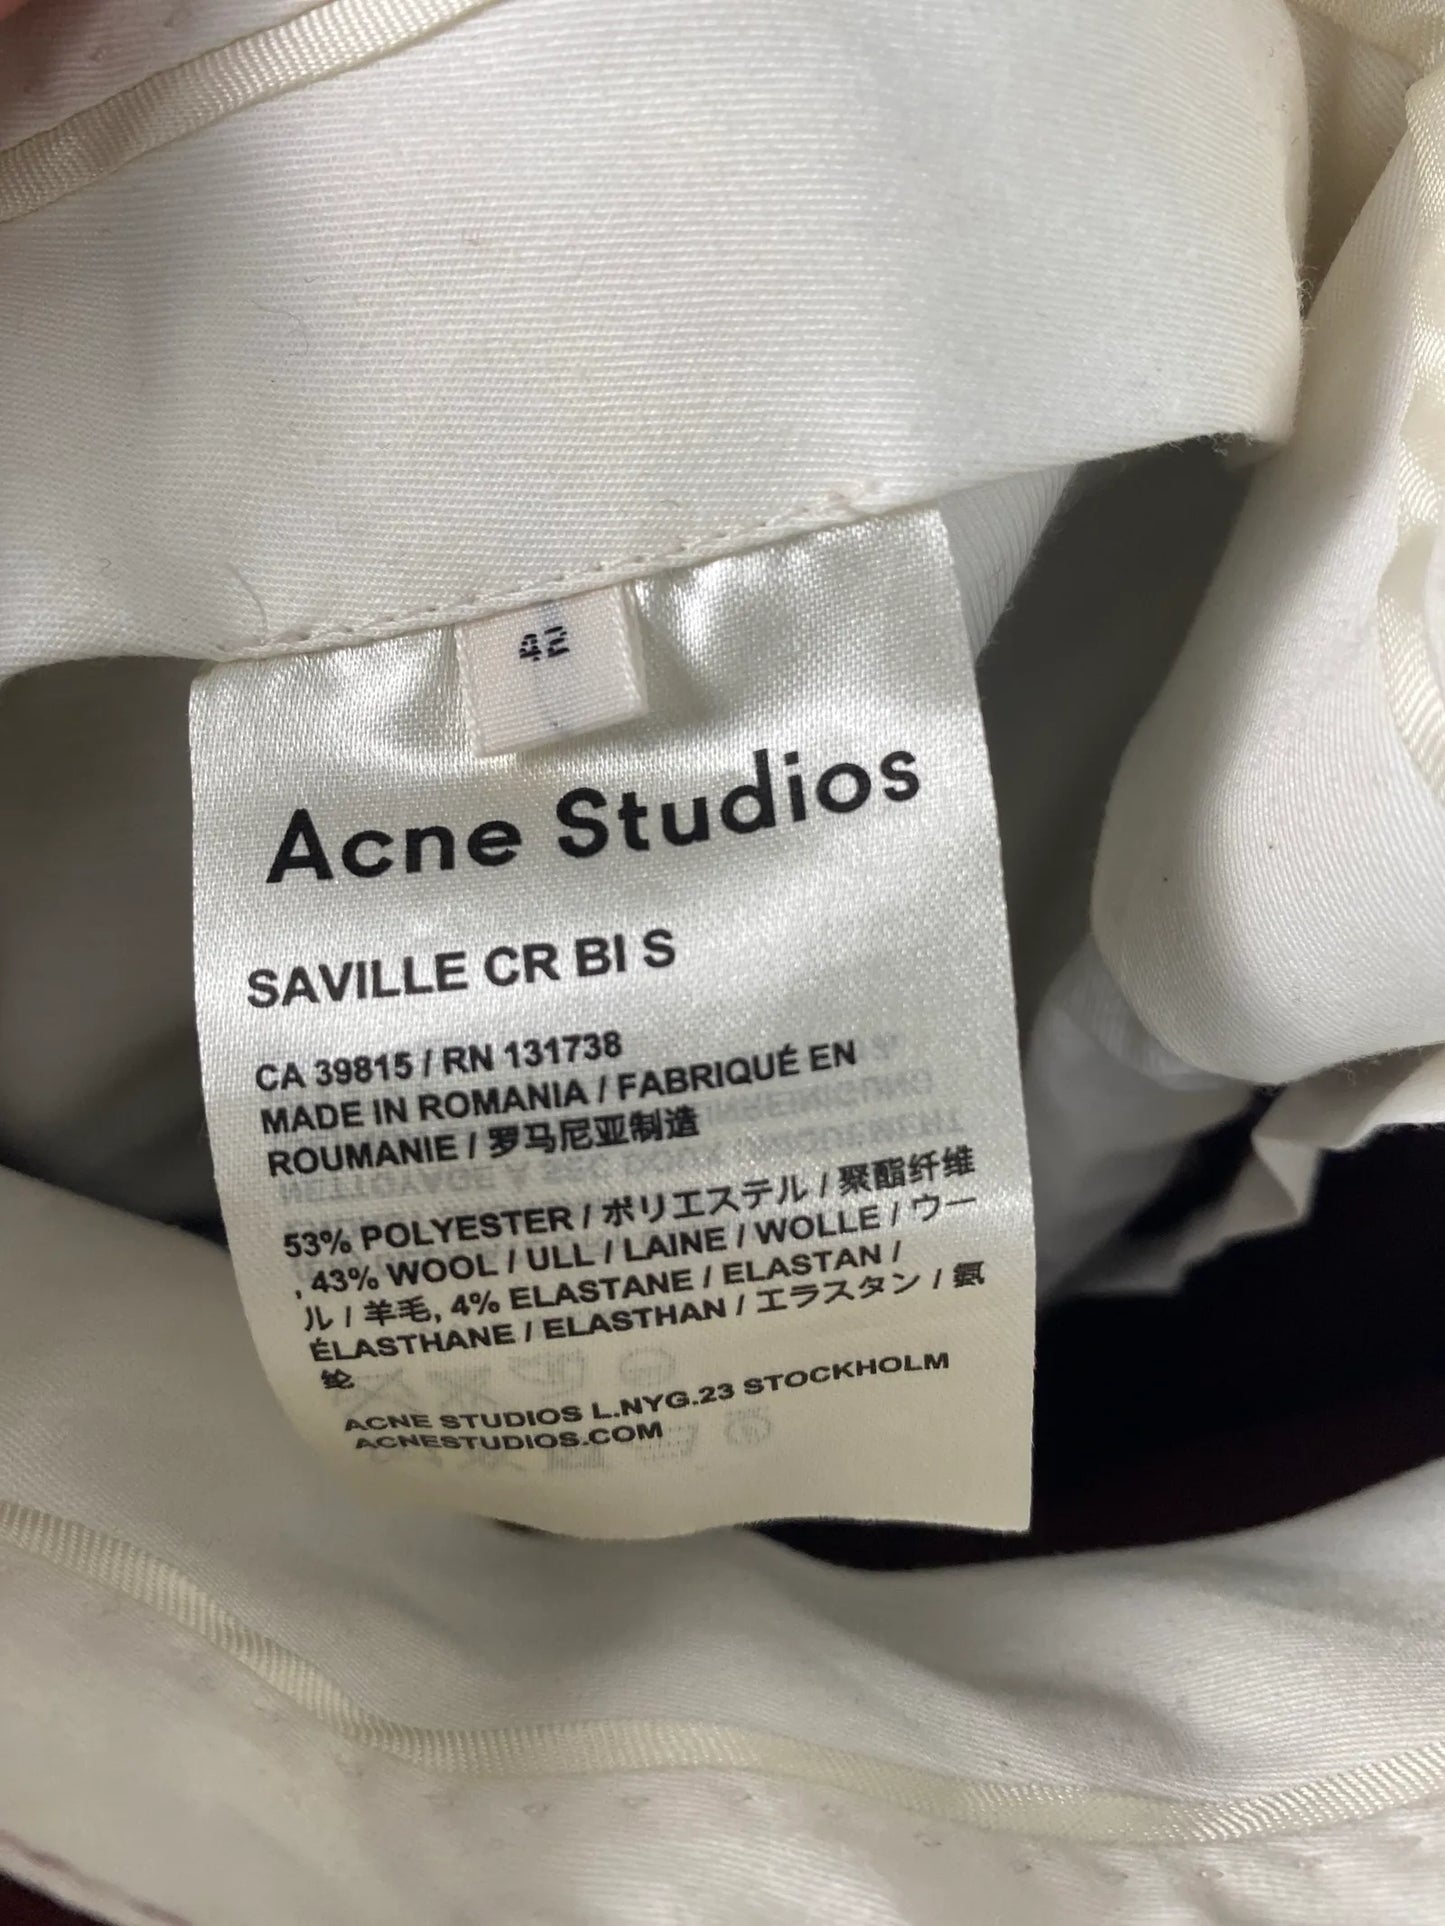 42
Acne Studios
SAVILLE CR BI S
CA 39815 / RN 131738
MADE IN ROMANIA / FABRIQUÉ EN
ROUMANIE / 罗马尼亚制造
53% POLYESTER / ポリエステル / 聚酯纤维
, 43% WOOL / ULL / LAINE / WOLLE / ウー
ル / 羊毛, 4% ELASTANE / ELASTAN /
ÉLASTHANE / ELASTHAN / エラスタン / 氨
纶
ACNE STUDIOS L.NYG.23 STOCKHOLM
ACNESTUDIOS.COM